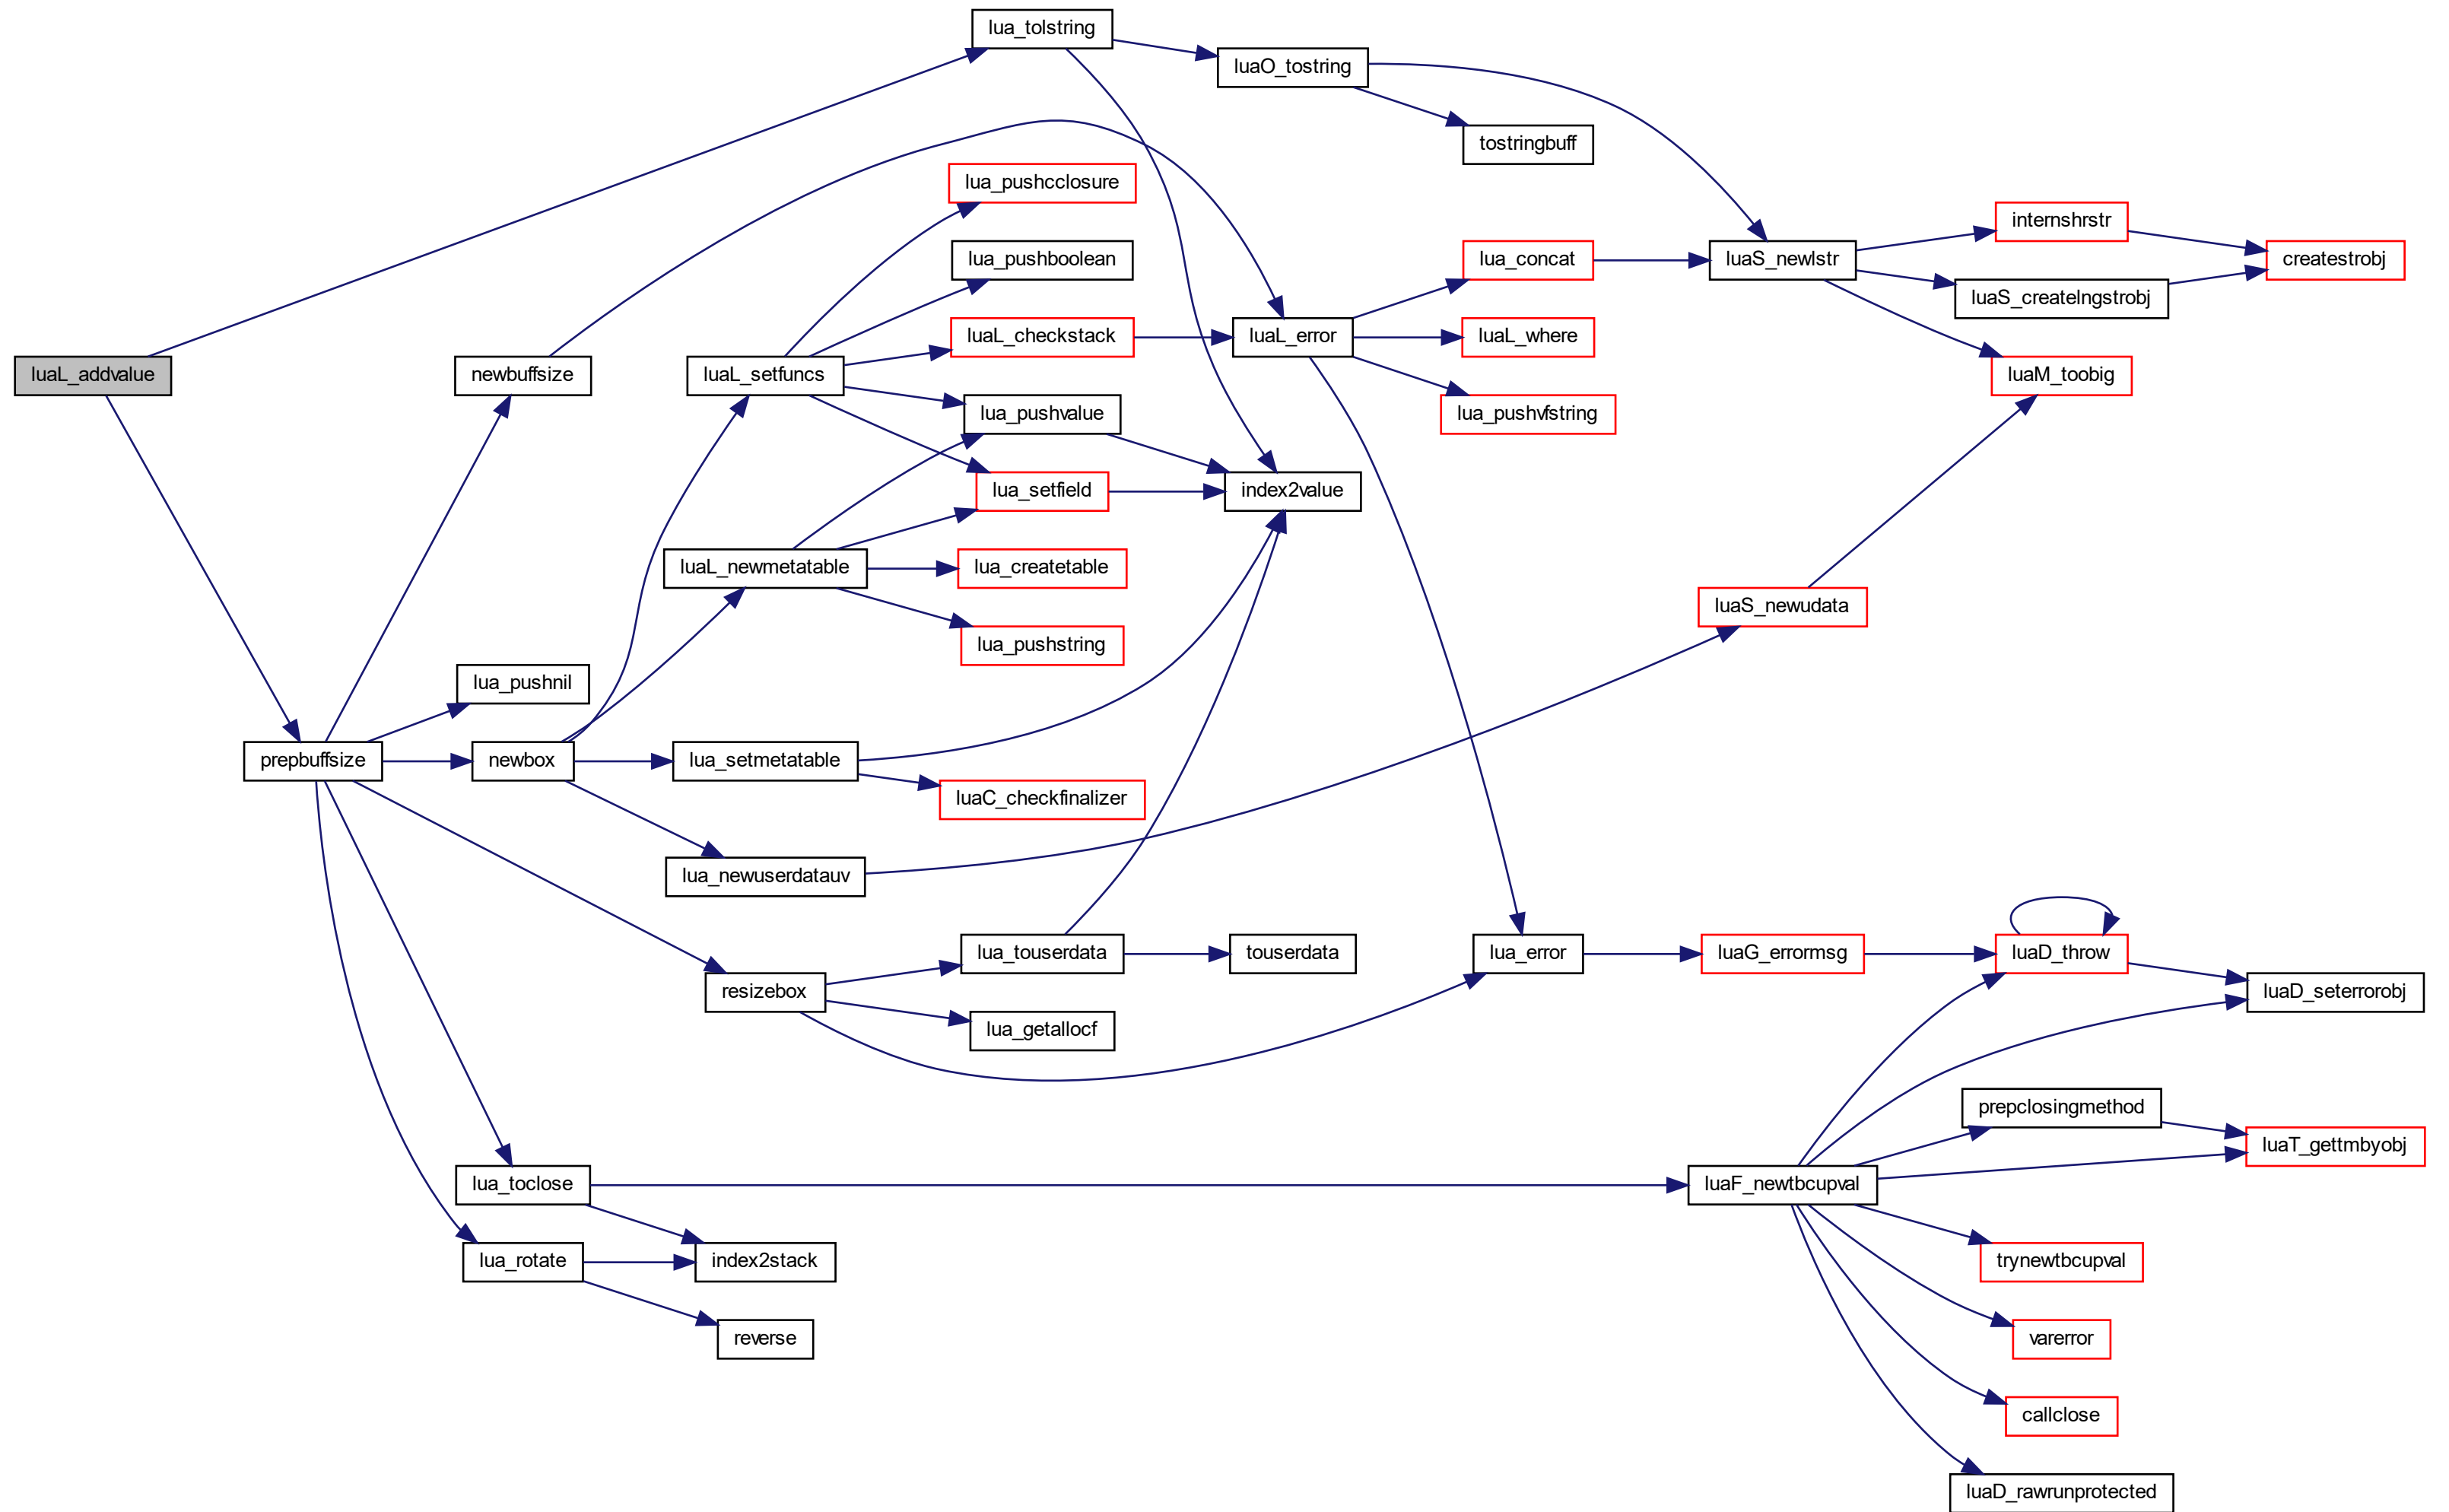 lua_tolstring
luaO_tostring
tostringbuff
lua_pushcclosure
internshrstr
lua_pushboolean
lua_concat
luaS_newlstr
createstrobj
luaS_createlngstrobj
luaL_checkstack
luaL_error
luaL_where
luaL_addvalue
newbuffsize
luaL_setfuncs
luaM_toobig
lua_pushvalue
lua_pushvfstring
lua_setfield
index2value
luaL_newmetatable
lua_createtable
luaS_newudata
lua_pushstring
lua_pushnil
prepbuffsize
newbox
lua_setmetatable
luaC_checkfinalizer
lua_newuserdatauv
lua_touserdata
touserdata
lua_error
luaG_errormsg
luaD_throw
resizebox
luaD_seterrorobj
lua_getallocf
prepclosingmethod
luaT_gettmbyobj
lua_toclose
luaF_newtbcupval
lua_rotate
index2stack
trynewtbcupval
reverse
varerror
callclose
luaD_rawrunprotected